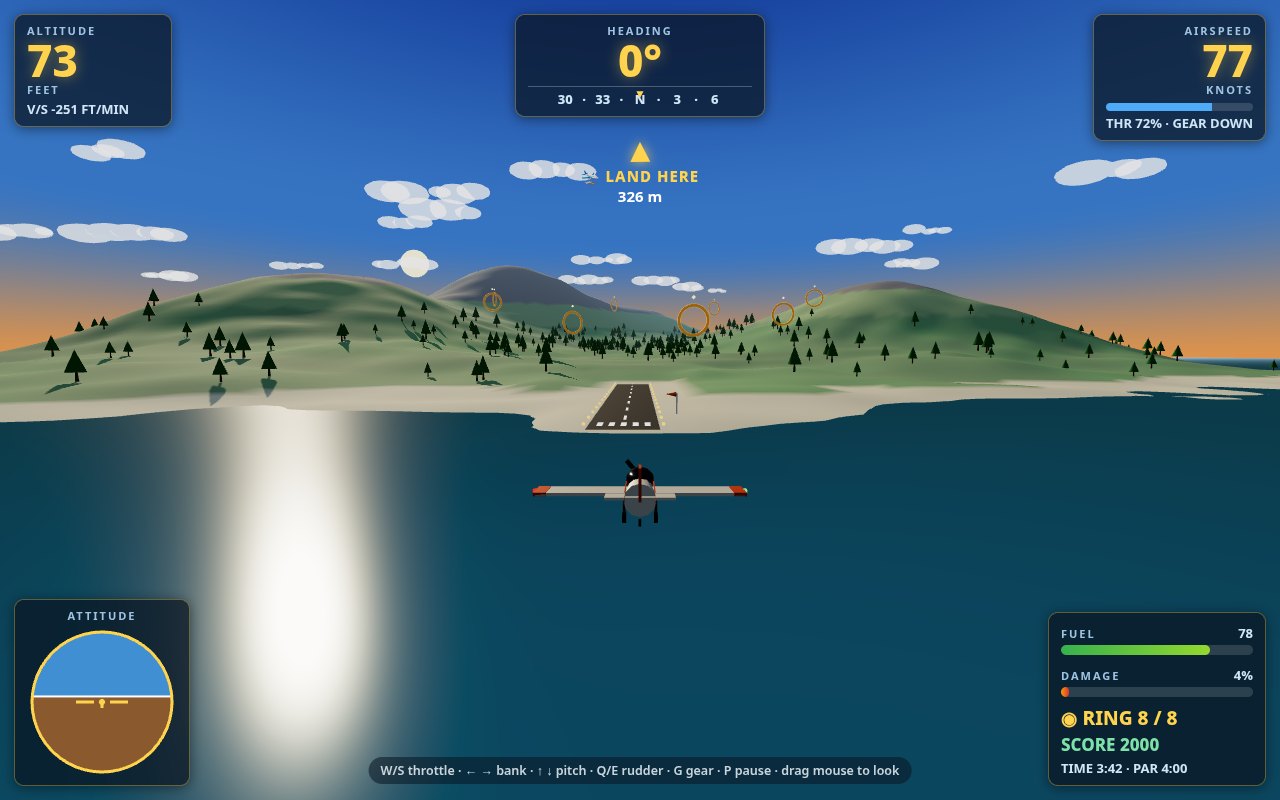 ALTITUDE
73
FEET
V/S -251 FT/MIN
HEADING
0°
30 · 33 · N · 3 · 6
AIRSPEED
77
KNOTS
THR 72% · GEAR DOWN
LAND HERE
326 m
ATTITUDE
FUEL 78
DAMAGE 4%
◉ RING 8 / 8
SCORE 2000
TIME 3:42 · PAR 4:00
W/S throttle · ← → bank · ↑ ↓ pitch · Q/E rudder · G gear · P pause · drag mouse to look